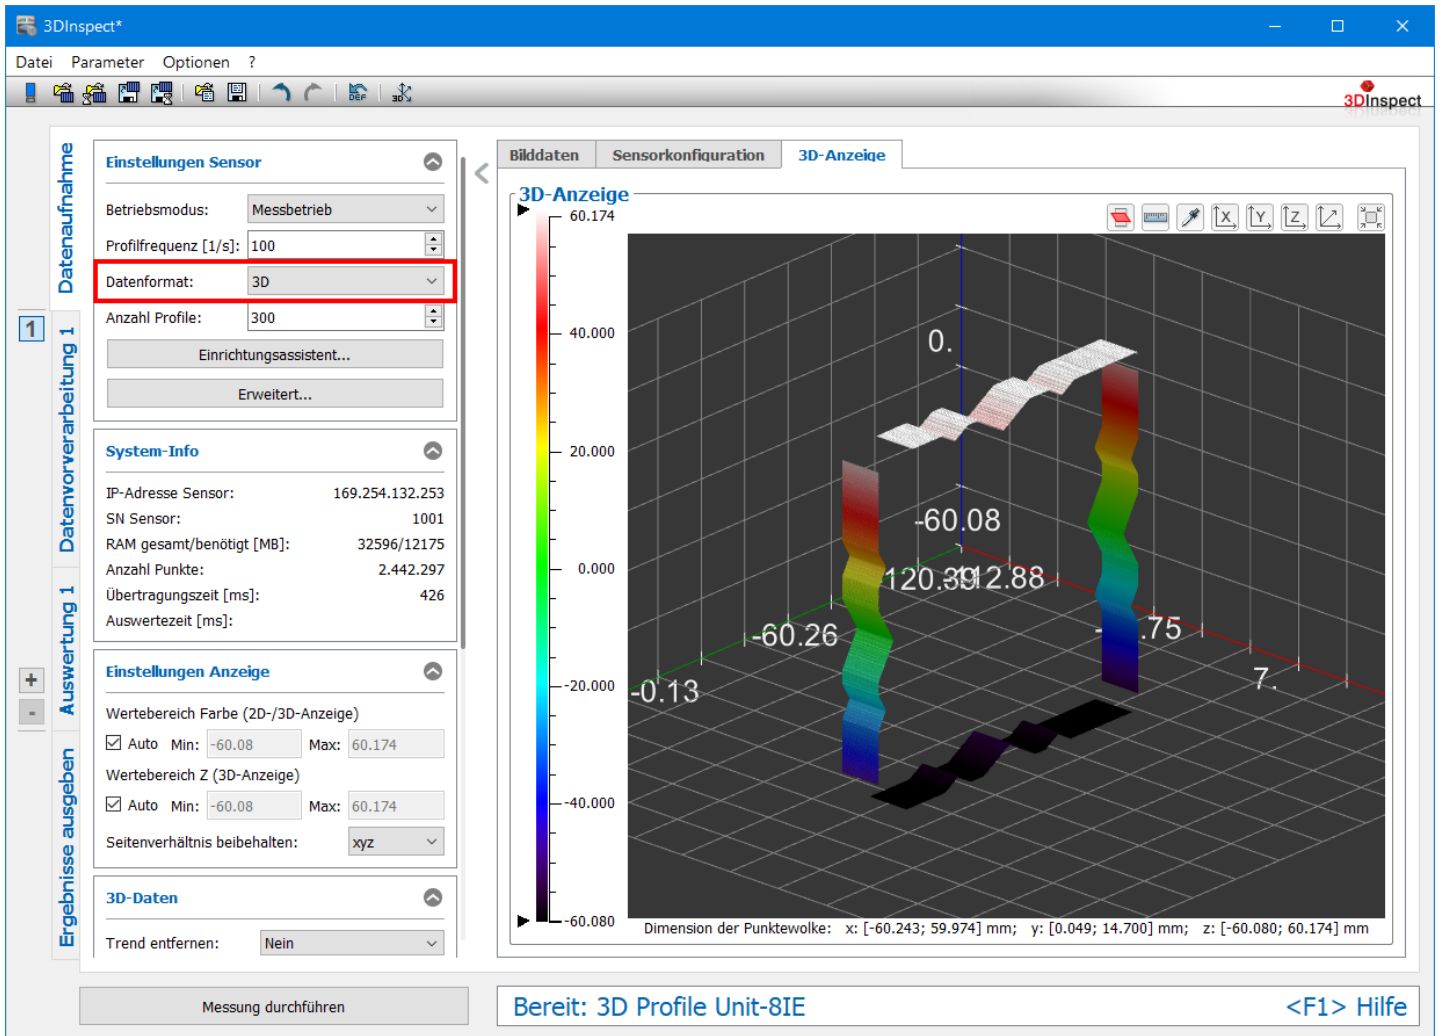 3DInspect*
Datei Parameter Optionen ?
DEF 3D
3DInspect
Datenaufnahme
Datenvorverarbeitung 1
Auswertung 1
Ergebnisse ausgeben
1
+
-
Einstellungen Sensor
Betriebsmodus: Messbetrieb
Profilfrequenz [1/s]: 100
Datenformat: 3D
Anzahl Profile: 300
Einrichtungsassistent...
Erweitert...
System-Info
IP-Adresse Sensor: 169.254.132.253
SN Sensor: 1001
RAM gesamt/benötigt [MB]: 32596/12175
Anzahl Punkte: 2.442.297
Übertragungszeit [ms]: 426
Auswertezeit [ms]:
Einstellungen Anzeige
Wertebereich Farbe (2D-/3D-Anzeige)
Auto Min: -60.08 Max: 60.174
Wertebereich Z (3D-Anzeige)
Auto Min: -60.08 Max: 60.174
Seitenverhältnis beibehalten: xyz
3D-Daten
Trend entfernen: Nein
Messung durchführen
Bilddaten Sensorkonfiguration 3D-Anzeige
3D-Anzeige
X Y Z
60.174
40.000
20.000
0.000
-20.000
-40.000
-60.080
0.
-60.08
120.39
-60.26
-0.13
7.
Dimension der Punktewolke: x: [-60.243; 59.974] mm; y: [0.049; 14.700] mm; z: [-60.080; 60.174] mm
Bereit: 3D Profile Unit-8IE <F1> Hilfe